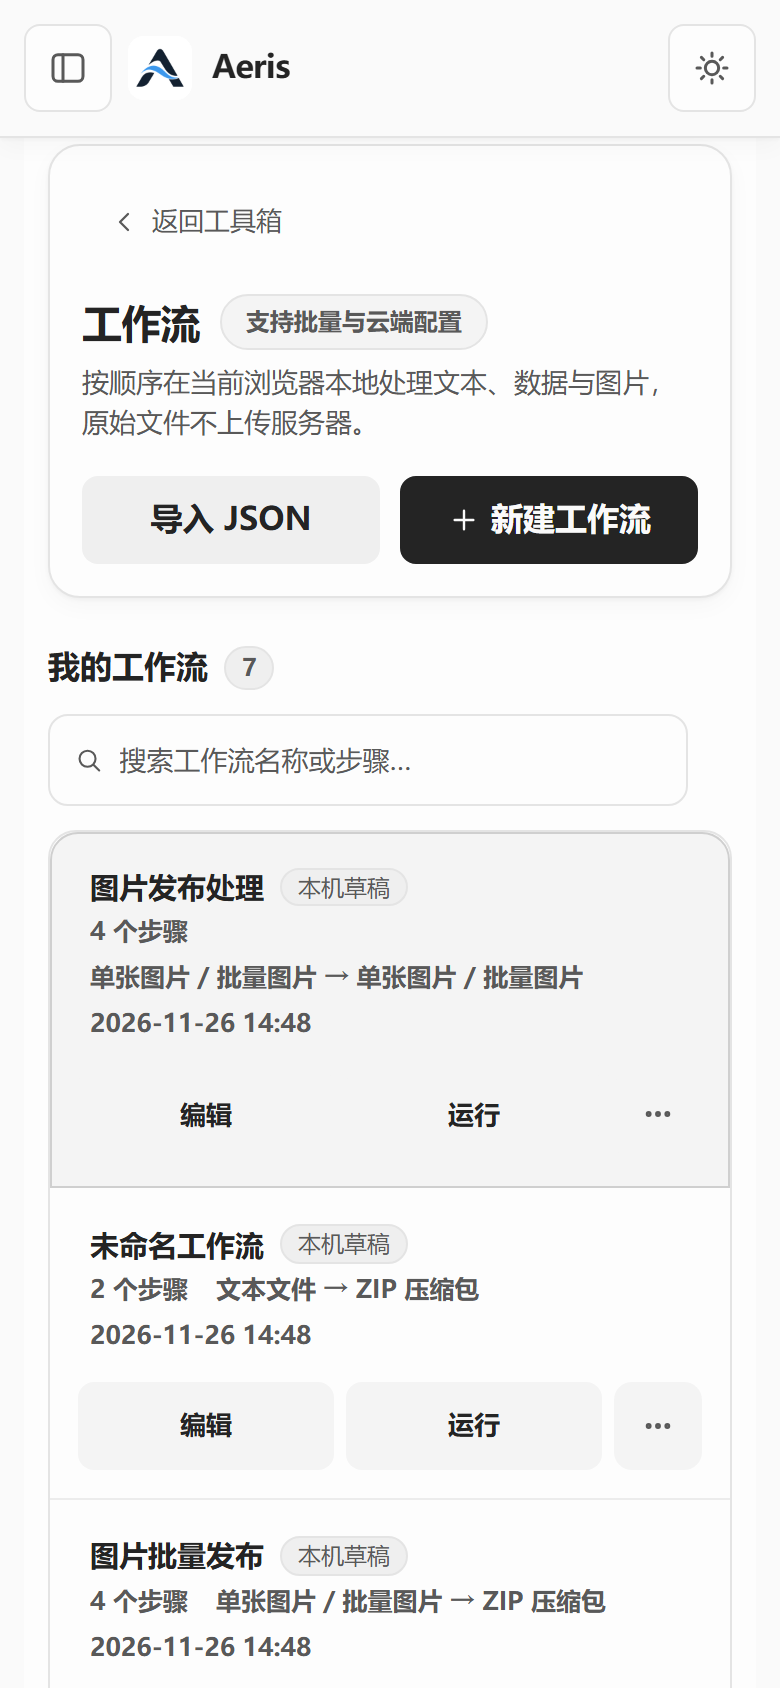 Aeris
返回工具箱
工作流 支持批量与云端配置
按顺序在当前浏览器本地处理文本、数据与图片，
原始文件不上传服务器。
导入 JSON + 新建工作流
我的工作流 7
搜索工作流名称或步骤...
图片发布处理 本机草稿
4 个步骤
单张图片 / 批量图片 → 单张图片 / 批量图片
2026-11-26 14:48
编辑 运行 •••
未命名工作流 本机草稿
2 个步骤 文本文件 → ZIP 压缩包
2026-11-26 14:48
编辑 运行 •••
图片批量发布 本机草稿
4 个步骤 单张图片 / 批量图片 → ZIP 压缩包
2026-11-26 14:48